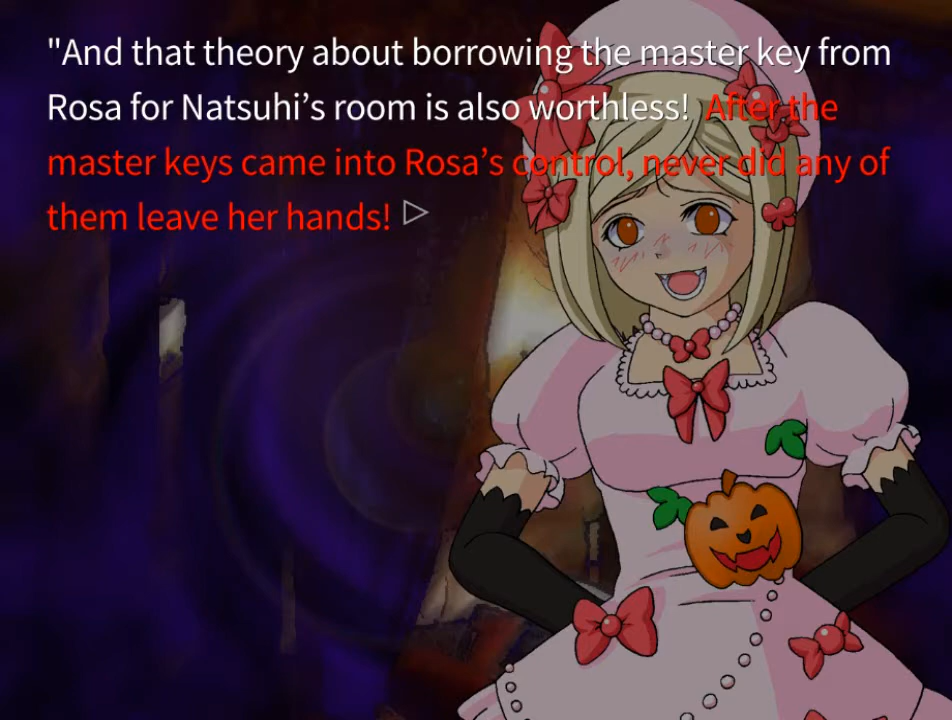 "And that theory about borrowing the master key from
Rosa for Natsuhi’s room is also worthless! After the
master keys came into Rosa’s control, never did any of
them leave her hands!